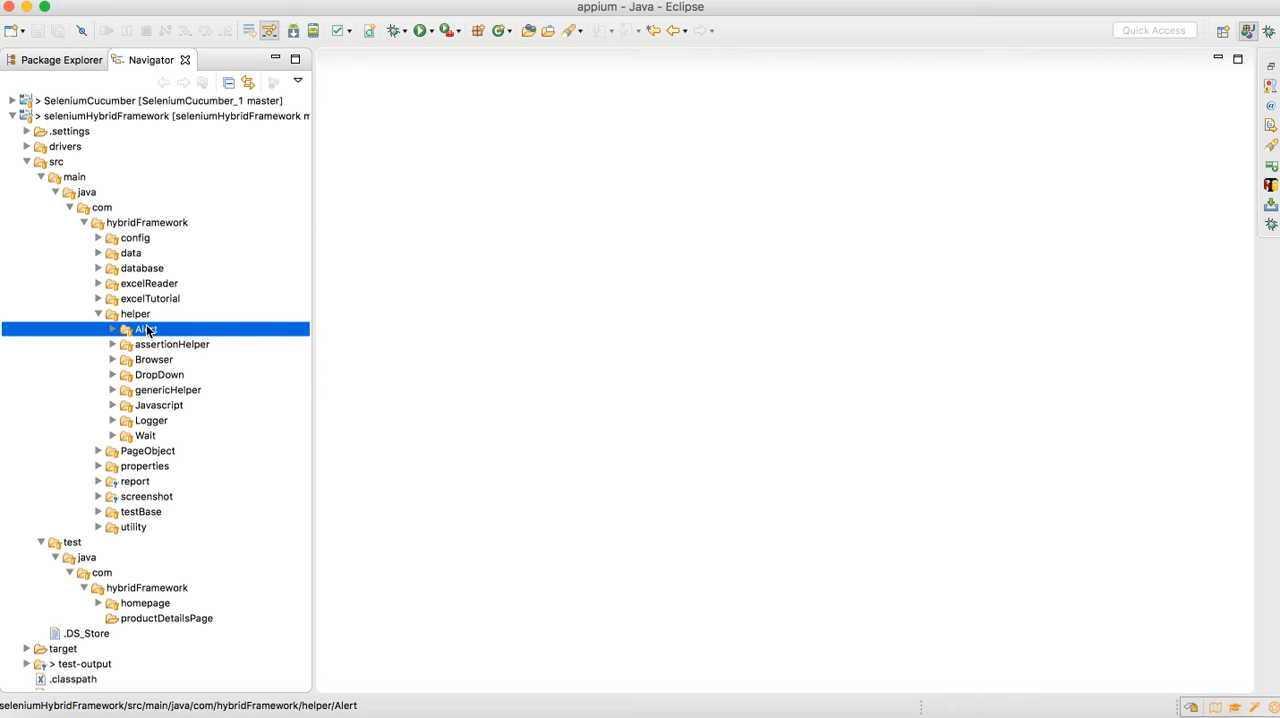 appium - Java - Eclipse
Quick Access
Package Explorer
Navigator
> SeleniumCucumber [SeleniumCucumber_1 master]
> seleniumHybridFramework [seleniumHybridFramework m
.settings
drivers
src
main
java
com
hybridFramework
config
data
database
excelReader
excelTutorial
helper
Alert
assertionHelper
Browser
DropDown
genericHelper
Javascript
Logger
Wait
PageObject
properties
report
screenshot
testBase
utility
test
java
com
hybridFramework
homepage
productDetailsPage
.DS_Store
target
> test-output
.classpath
seleniumHybridFramework/src/main/java/com/hybridFramework/helper/Alert